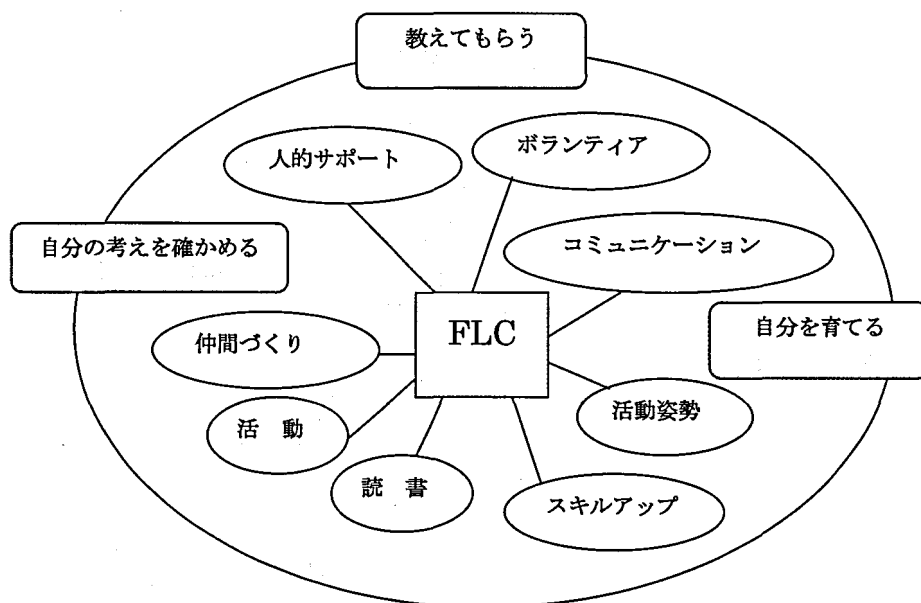 教えてもらう
人的サポート
ボランティア
自分の考えを確かめる
コミュニケーション
FLC
自分を育てる
仲間づくり
活動姿勢
活　動
読　書
スキルアップ